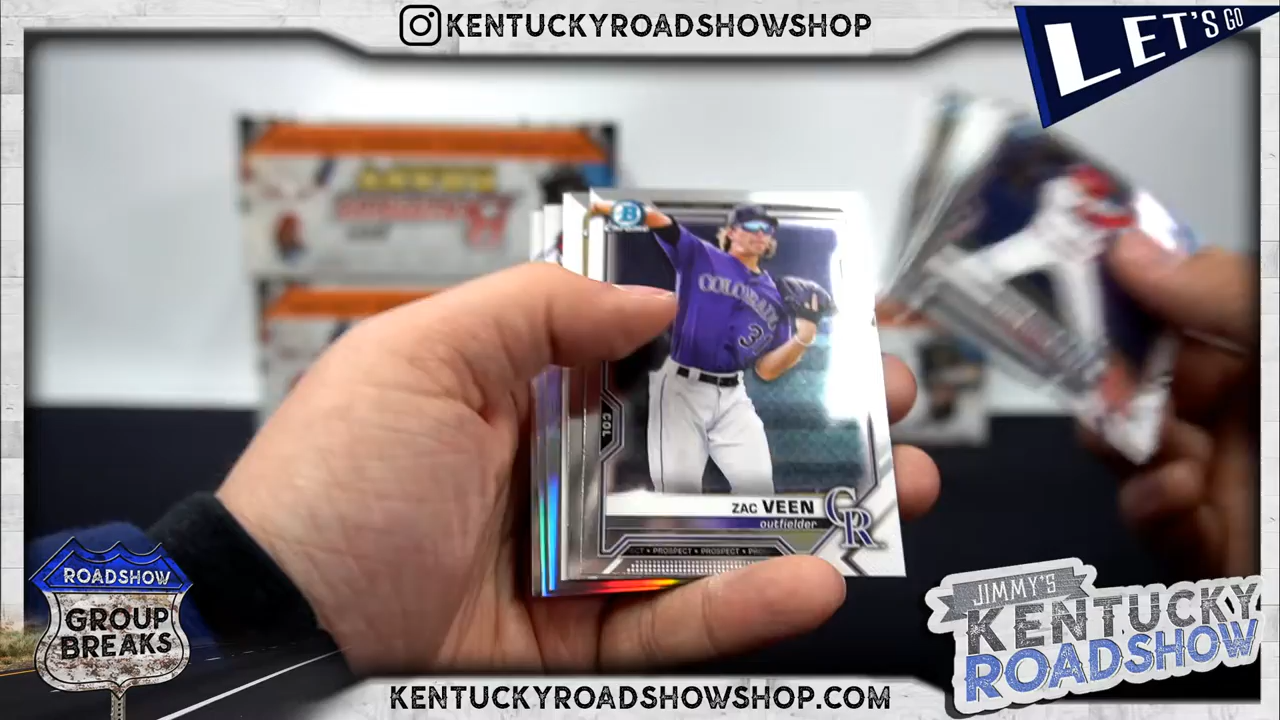 KENTUCKYROADSHOWSHOP
LET'S GO
B
CHROME
COLORADO
COL
ZAC VEEN
outfielder
CR
PROSPECT • PROSPECT
ROADSHOW
GROUP
BREAKS
JIMMY'S
KENTUCKY
ROADSHOW
KENTUCKYROADSHOWSHOP.COM